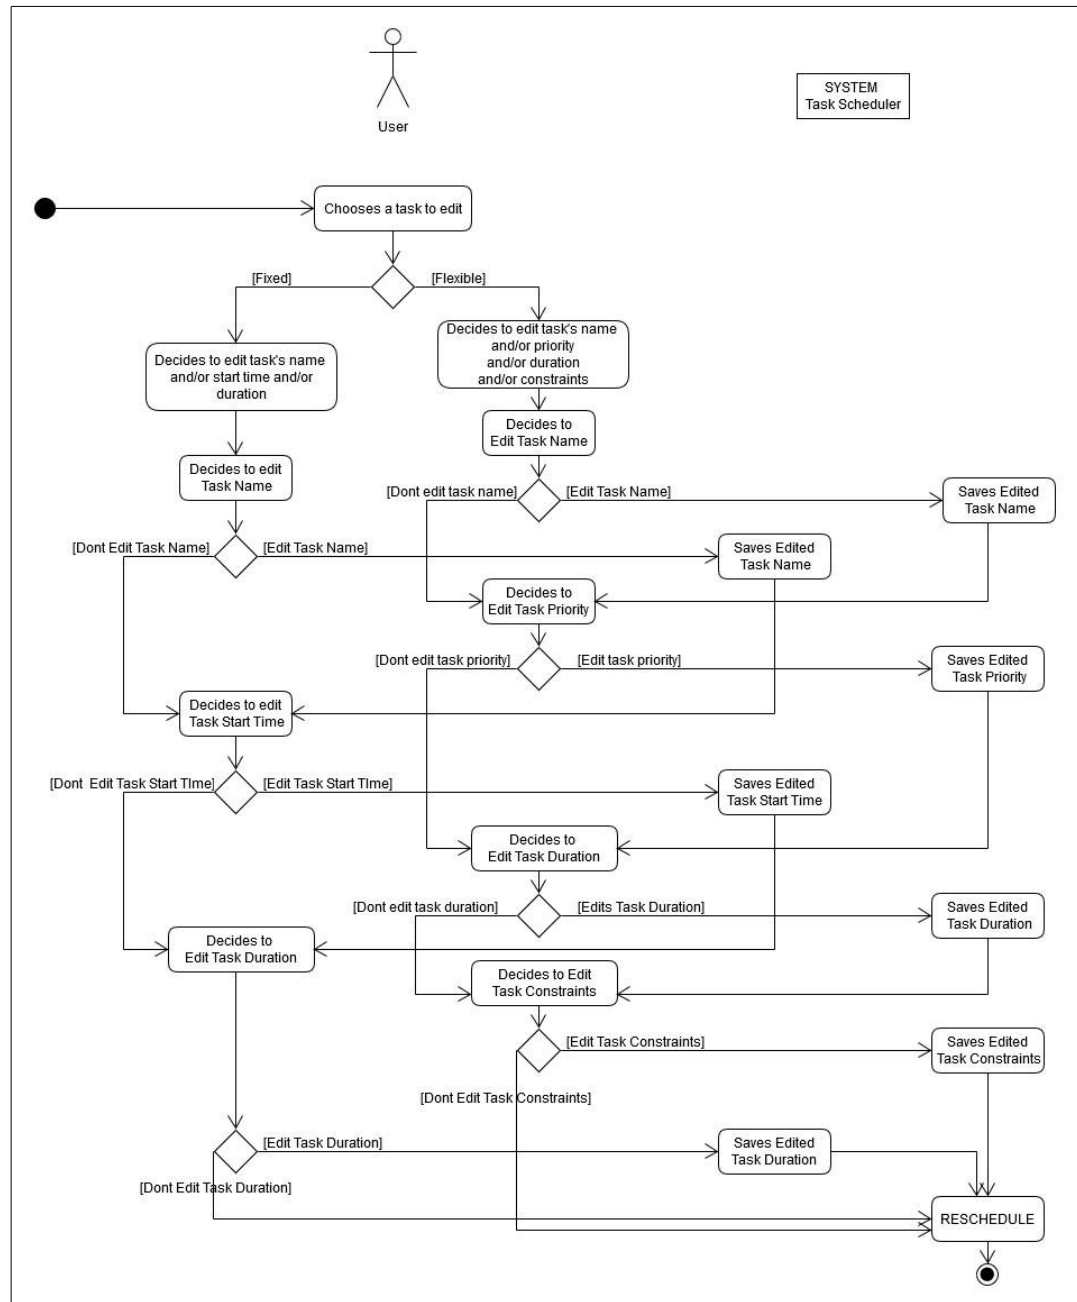 SYSTEM
Task Scheduler
User
Chooses a task to edit
[Fixed]
[Flexible]
Decides to edit task's name
and/or priority
and/or duration
and/or constraints
Decides to edit task's name
and/or start time and/or
duration
Decides to
Edit Task Name
Decides to edit
Task Name
[Dont edit task name]
[Edit Task Name]
Saves Edited
Task Name
[Dont Edit Task Name]
[Edit Task Name]
Saves Edited
Task Name
Decides to
Edit Task Priority
[Dont edit task priority]
[Edit task priority]
Saves Edited
Task Priority
Decides to edit
Task Start Time
[Dont  Edit Task Start TIme]
[Edit Task Start TIme]
Saves Edited
Task Start Time
Decides to
Edit Task Duration
[Dont edit task duration]
[Edits Task Duration]
Saves Edited
Task Duration
Decides to
Edit Task Duration
Decides to Edit
Task Constraints
[Edit Task Constraints]
Saves Edited
Task Constraints
[Dont Edit Task Constraints]
[Edit Task Duration]
Saves Edited
Task Duration
[Dont Edit Task Duration]
RESCHEDULE